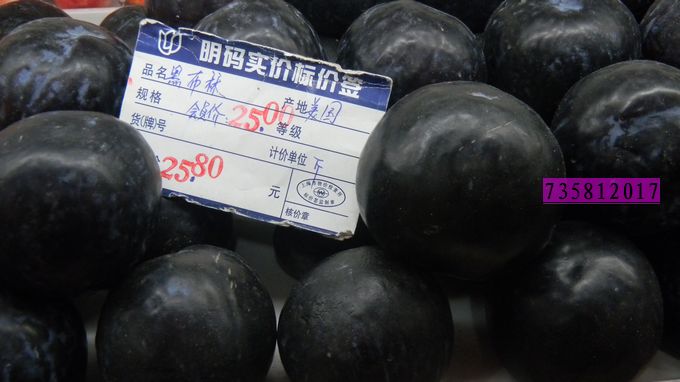 明码实价标价签
品名 黑布林 产地 美国
规格 会员价: 25.00 等级
货(牌)号 计价单位 斤
25.80 元
核价章
735812017